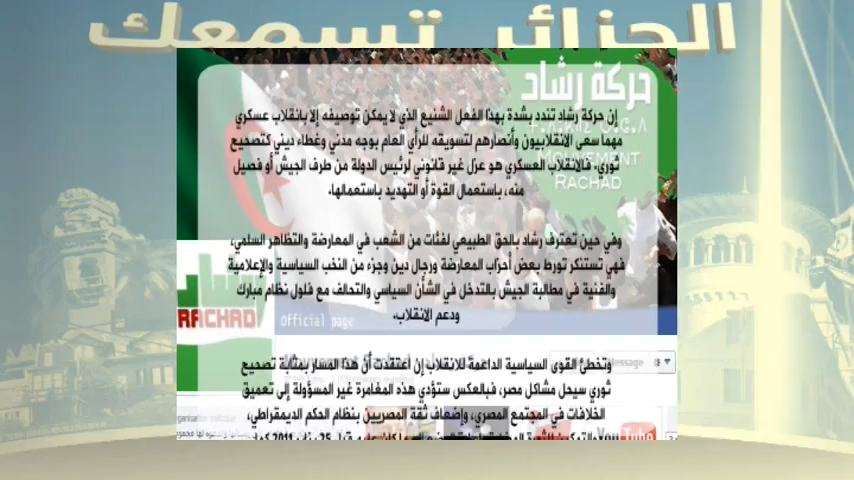 الجزائر تسمعك
حركة رشاد
MOUVEMENT
RACHAD
إن حركة رشاد تندد بشدة بهذا الفعل الشنيع الذي لا يمكن توصيفه إلا بانقلاب عسكري
مهما سعى الانقلابيون وأنصارهم لتسويقه للرأي العام بوجه مدني وغطاء ديني كتصحيح
ثوري. فالانقلاب العسكري هو عزل غير قانوني لرئيس الدولة من طرف الجيش أو فصيل
منه، باستعمال القوة أو التهديد باستعمالها.
وفي حين تعترف رشاد بالحق الطبيعي لفئات من الشعب في المعارضة والتظاهر السلمي،
فهي تستنكر تورط بعض أحزاب المعارضة ورجال دين وجزء من النخب السياسية والإعلامية
والفنية في مطالبة الجيش بالتدخل في الشأن السياسي والتحالف مع فلول نظام مبارك
ودعم الانقلاب.
RACHAD
Official page
وتخطئ القوى السياسية الداعمة للانقلاب إن اعتقدت أن هذا المسار بمثابة تصحيح
Message
ثوري سيحل مشاكل مصر، فبالعكس ستؤدي هذه المغامرة غير المسؤولة إلى تعميق
الخلافات في المجتمع المصري، وإضعاف ثقة المصريين بنظام الحكم الديمقراطي،
YouTube